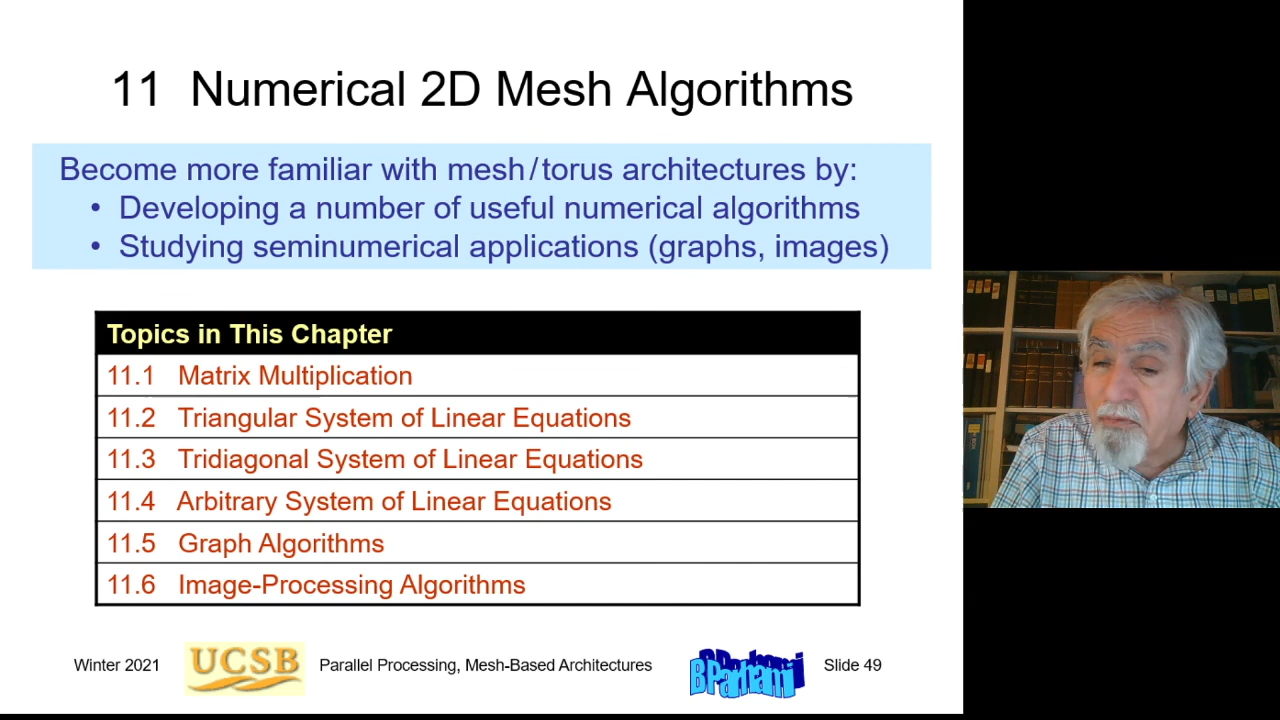 11 Numerical 2D Mesh Algorithms
Become more familiar with mesh/torus architectures by:
• Developing a number of useful numerical algorithms
• Studying seminumerical applications (graphs, images)
Topics in This Chapter
11.1 Matrix Multiplication
11.2 Triangular System of Linear Equations
11.3 Tridiagonal System of Linear Equations
11.4 Arbitrary System of Linear Equations
11.5 Graph Algorithms
11.6 Image-Processing Algorithms
Winter 2021 UCSB Parallel Processing, Mesh-Based Architectures BParhami Slide 49